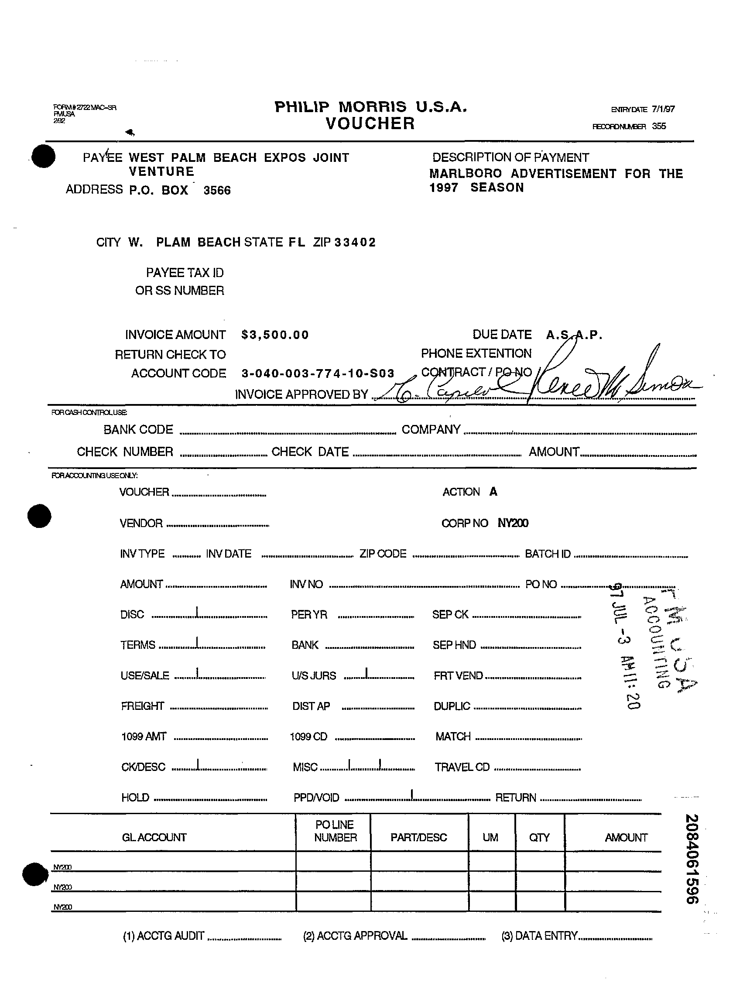 FORM# 2722 MAC-SR
PMUSA
2/92
PHILIP MORRIS U.S.A.
VOUCHER
ENTRY DATE 7/1/97
RECORD NUMBER 355
PAYEE WEST PALM BEACH EXPOS JOINT
VENTURE
ADDRESS P.O. BOX 3566
DESCRIPTION OF PAYMENT
MARLBORO ADVERTISEMENT FOR THE
1997 SEASON
CITY W. PLAM BEACH STATE FL ZIP 33402
PAYEE TAX ID
OR SS NUMBER
INVOICE AMOUNT $3,500.00
DUE DATE A.S.A.P.
RETURN CHECK TO
PHONE EXTENTION
ACCOUNT CODE 3-040-003-774-10-S03
CONTRACT / PO NO
INVOICE APPROVED BY
Renee M Simon
FOR CASH CONTROL USE:
BANK CODE COMPANY
CHECK NUMBER CHECK DATE AMOUNT
FOR ACCOUNTING USE ONLY:
VOUCHER ACTION A
VENDOR CORP NO NY200
INV TYPE INV DATE ZIP CODE BATCH ID
AMOUNT INV NO PO NO
DISC PER YR SEP CK
TERMS BANK SEP HND
USE/SALE U/S JURS FRT VEND
FREIGHT DIST AP DUPLIC
1099 AMT 1099 CD MATCH
CK/DESC MISC TRAVEL CD
HOLD PPD/VOID RETURN
97 JUL -3 AM 11: 20
ACCOUNTING
P M U S A
GL ACCOUNT PO LINE NUMBER PART/DESC UM QTY AMOUNT
NY200
NY200
NY200
2084061596
(1) ACCTG AUDIT (2) ACCTG APPROVAL (3) DATA ENTRY